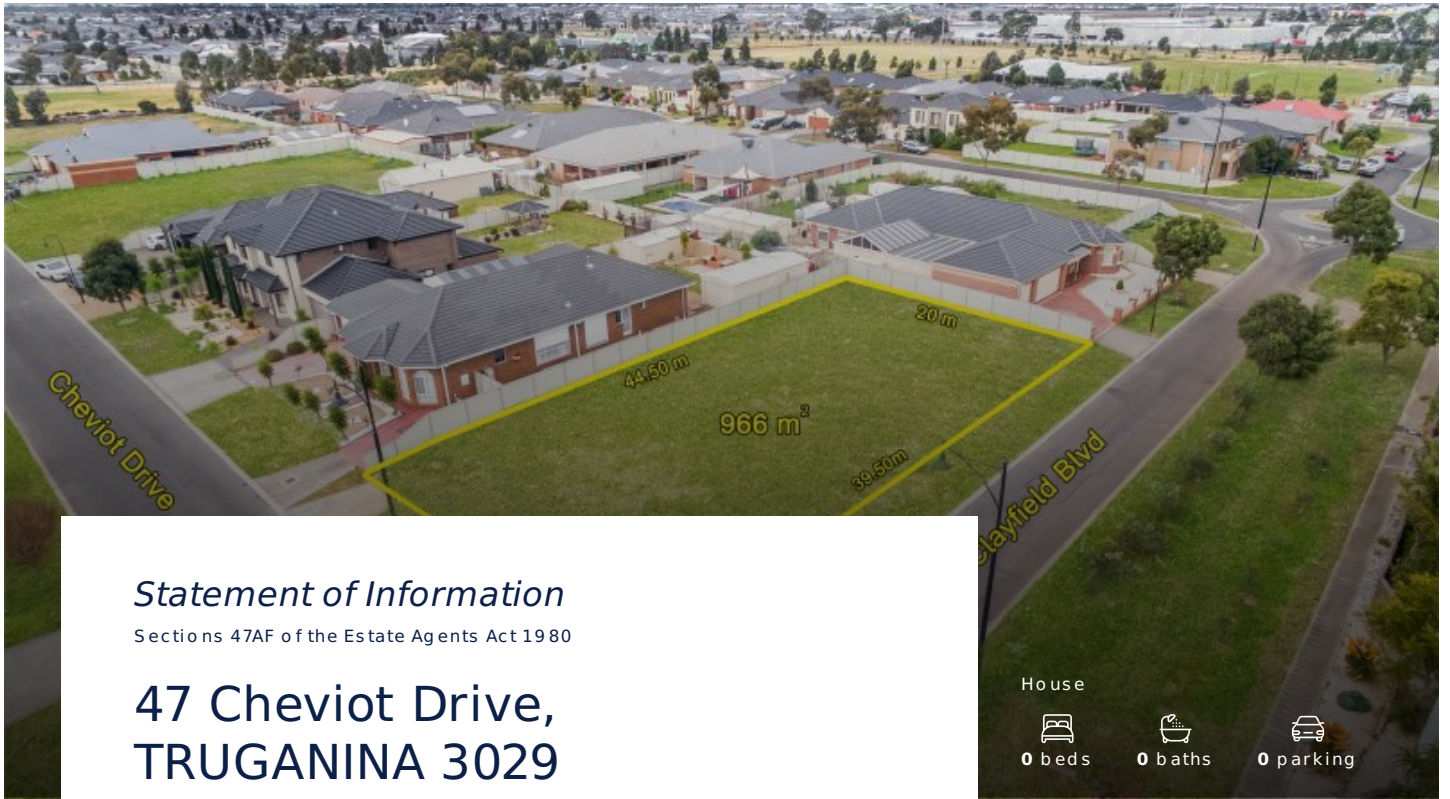 20 m
44.50 m
966 m²
39.50m
Cheviot Drive
Clayfield Blvd
Statement of Information
Sections 47AF of the Estate Agents Act 1980
47 Cheviot Drive,
TRUGANINA 3029
House
0 beds 0 baths 0 parking